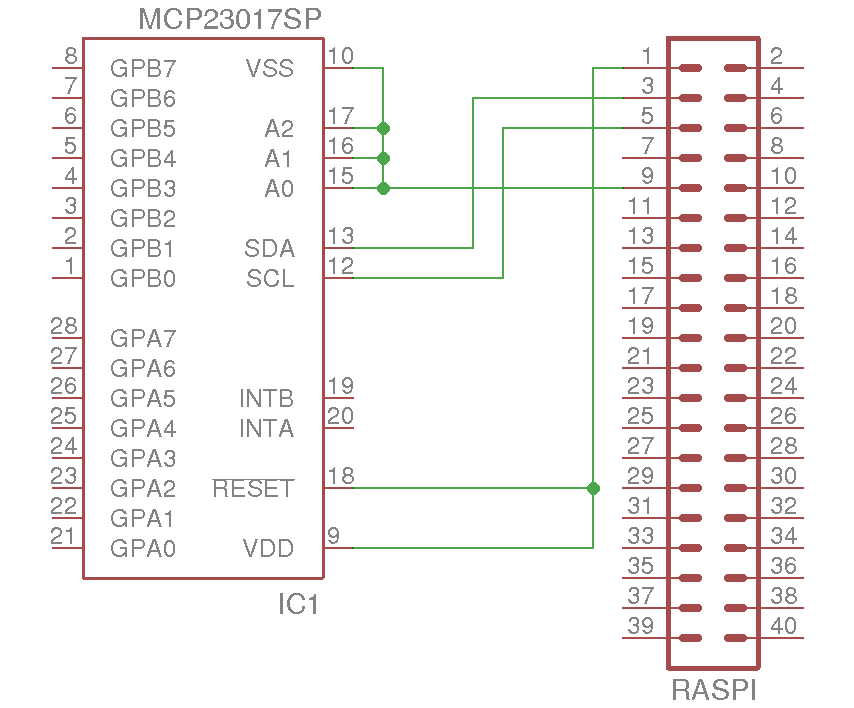 MCP23017SP
8 GPB7 VSS 10 1 2
7 GPB6 3 4
6 GPB5 A2 17 5 6
5 GPB4 A1 16 7 8
4 GPB3 A0 15 9 10
3 GPB2 11 12
2 GPB1 SDA 13 13 14
1 GPB0 SCL 12 15 16
17 18
28 GPA7 19 20
27 GPA6 21 22
26 GPA5 INTB 19 23 24
25 GPA4 INTA 20 25 26
24 GPA3 27 28
23 GPA2 RESET 18 29 30
22 GPA1 31 32
21 GPA0 VDD 9 33 34
35 36
IC1 37 38
39 40
RASPI